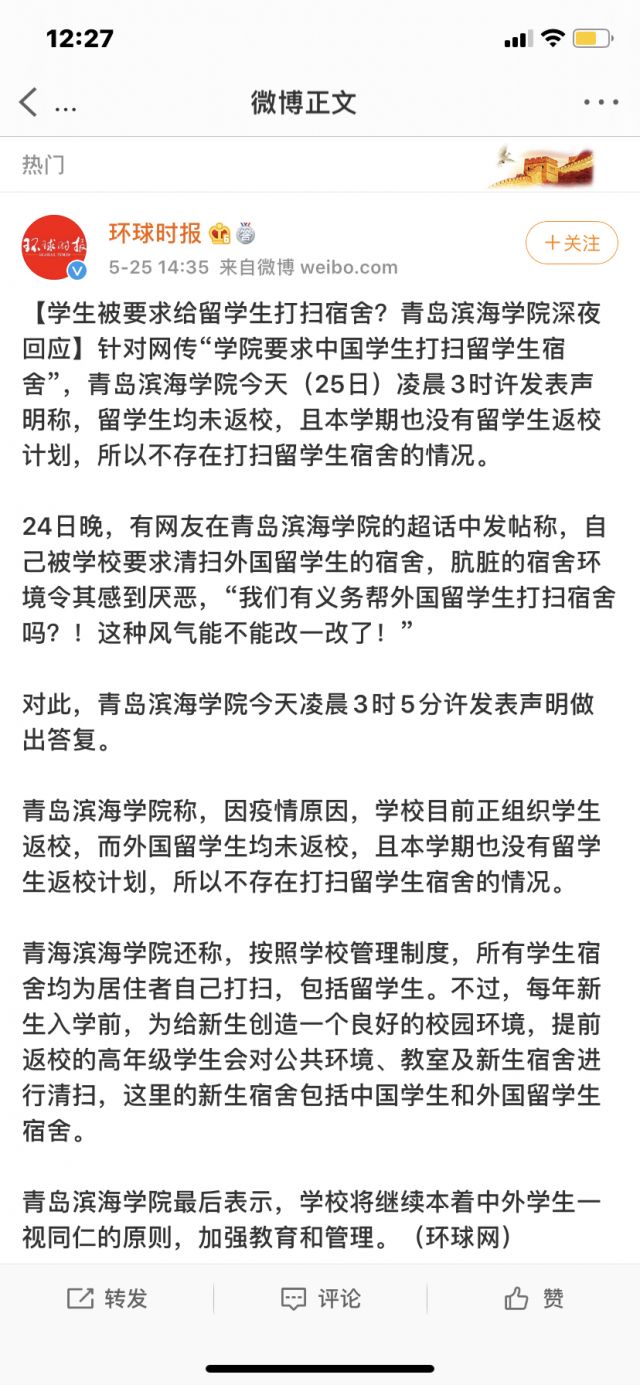 12:27
...
微博正文
热门
环球时报
GLOBAL TIMES
5-25 14:35 来自微博 weibo.com
+关注
【学生被要求给留学生打扫宿舍？青岛滨海学院深夜
回应】针对网传“学院要求中国学生打扫留学生宿
舍”，青岛滨海学院今天（25日）凌晨3时许发表声
明称，留学生均未返校，且本学期也没有留学生返校
计划，所以不存在打扫留学生宿舍的情况。
24日晚，有网友在青岛滨海学院的超话中发帖称，自
己被学校要求清扫外国留学生的宿舍，肮脏的宿舍环
境令其感到厌恶，“我们有义务帮外国留学生打扫宿舍
吗？！这种风气能不能改一改了！”
对此，青岛滨海学院今天凌晨3时5分许发表声明做
出答复。
青岛滨海学院称，因疫情原因，学校目前正组织学生
返校，而外国留学生均未返校，且本学期也没有留学
生返校计划，所以不存在打扫留学生宿舍的情况。
青海滨海学院还称，按照学校管理制度，所有学生宿
舍均为居住者自己打扫，包括留学生。不过，每年新
生入学前，为给新生创造一个良好的校园环境，提前
返校的高年级学生会对公共环境、教室及新生宿舍进
行清扫，这里的新生宿舍包括中国学生和外国留学生
宿舍。
青岛滨海学院最后表示，学校将继续本着中外学生一
视同仁的原则，加强教育和管理。（环球网）
转发
评论
赞